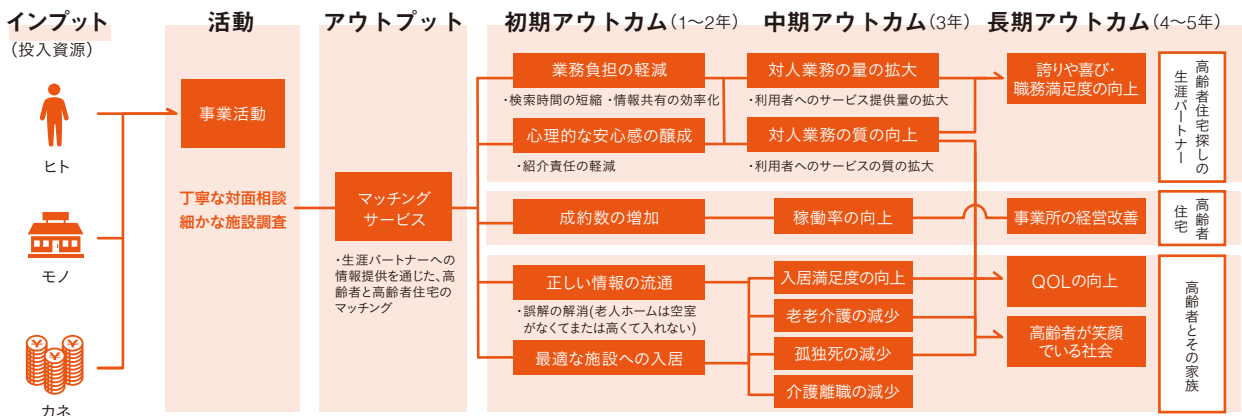 インプット
(投入資源)
活動
アウトプット
初期アウトカム(1〜2年)
中期アウトカム(3年)
長期アウトカム(4〜5年)
ヒト
モノ
カネ
事業活動
丁寧な対面相談
細かな施設調査
マッチング
サービス
・生涯パートナーへの
情報提供を通じた、高
齢者と高齢者住宅の
マッチング
業務負担の軽減
・検索時間の短縮・情報共有の効率化
心理的な安心感の醸成
・紹介責任の軽減
対人業務の量の拡大
・利用者へのサービス提供量の拡大
対人業務の質の向上
・利用者へのサービスの質の拡大
誇りや喜び・
職務満足度の向上
高齢者住宅探しの
生涯パートナー
成約数の増加
稼働率の向上
事業所の経営改善
高齢者
住宅
正しい情報の流通
・誤解の解消(老人ホームは空室
がなくてまたは高くて入れない)
最適な施設への入居
入居満足度の向上
老老介護の減少
孤独死の減少
介護離職の減少
QOLの向上
高齢者が笑顔
でいる社会
高齢者とその家族